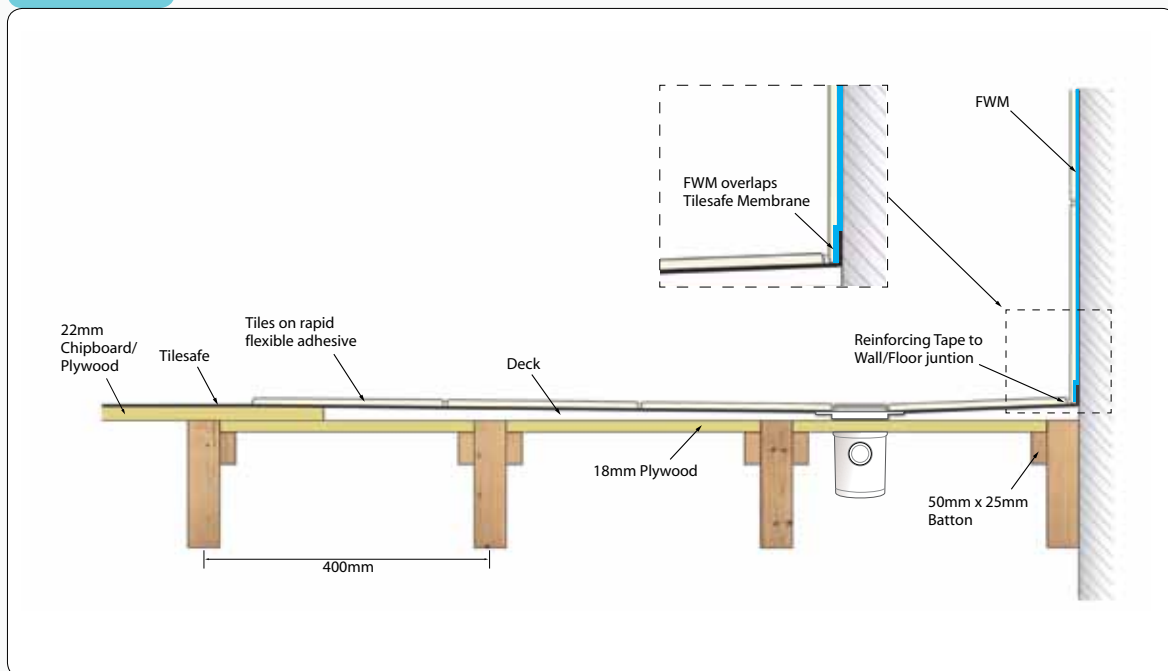 FWM
FWM overlaps
Tilesafe Membrane
22mm
Chipboard/
Plywood
Tilesafe
Tiles on rapid
flexible adhesive
Deck
Reinforcing Tape to
Wall/Floor juntion
18mm Plywood
50mm x 25mm
Batton
400mm